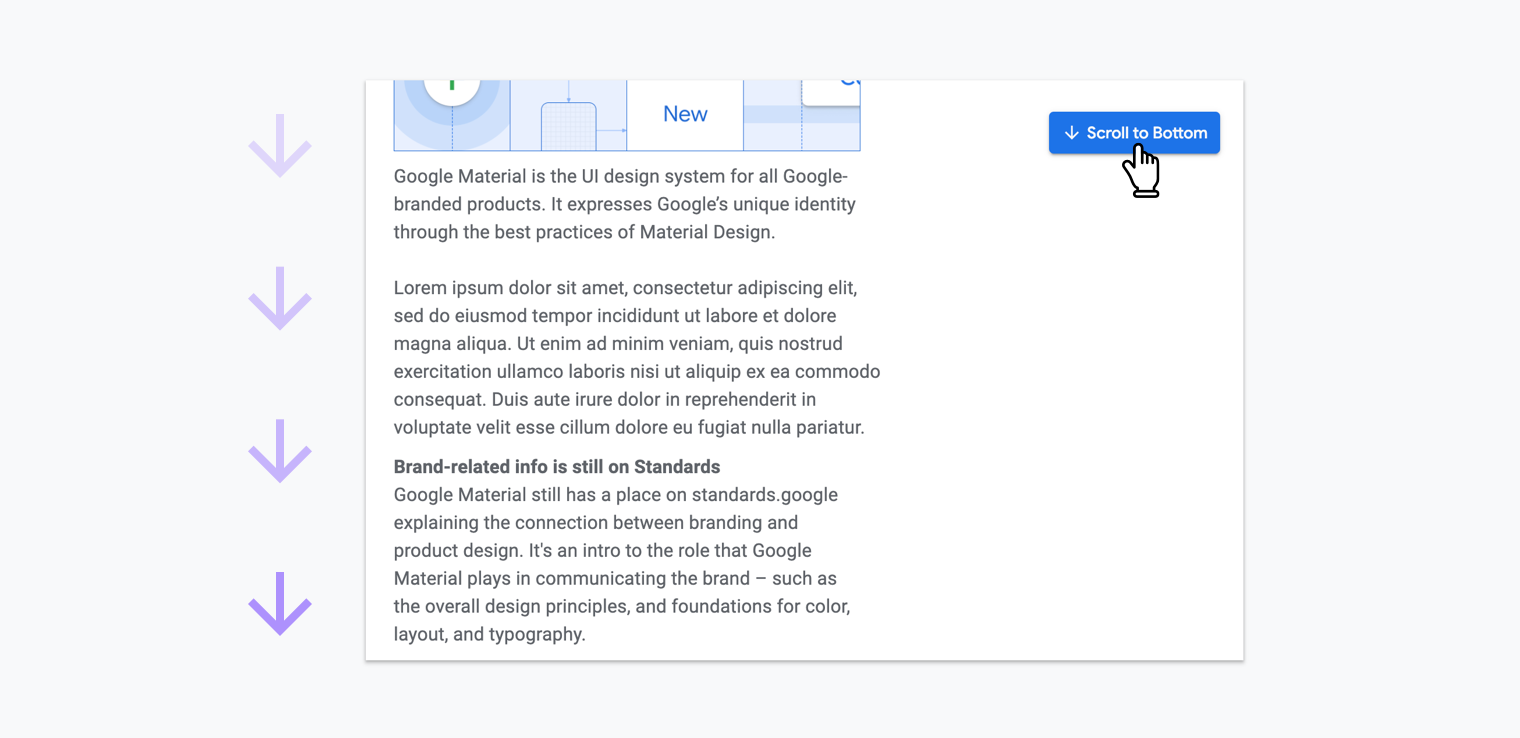 New
Scroll to Bottom
Google Material is the UI design system for all Google-
branded products. It expresses Google’s unique identity
through the best practices of Material Design.
Lorem ipsum dolor sit amet, consectetur adipiscing elit,
sed do eiusmod tempor incididunt ut labore et dolore
magna aliqua. Ut enim ad minim veniam, quis nostrud
exercitation ullamco laboris nisi ut aliquip ex ea commodo
consequat. Duis aute irure dolor in reprehenderit in
voluptate velit esse cillum dolore eu fugiat nulla pariatur.
Brand-related info is still on Standards
Google Material still has a place on standards.google
explaining the connection between branding and
product design. It's an intro to the role that Google
Material plays in communicating the brand – such as
the overall design principles, and foundations for color,
layout, and typography.